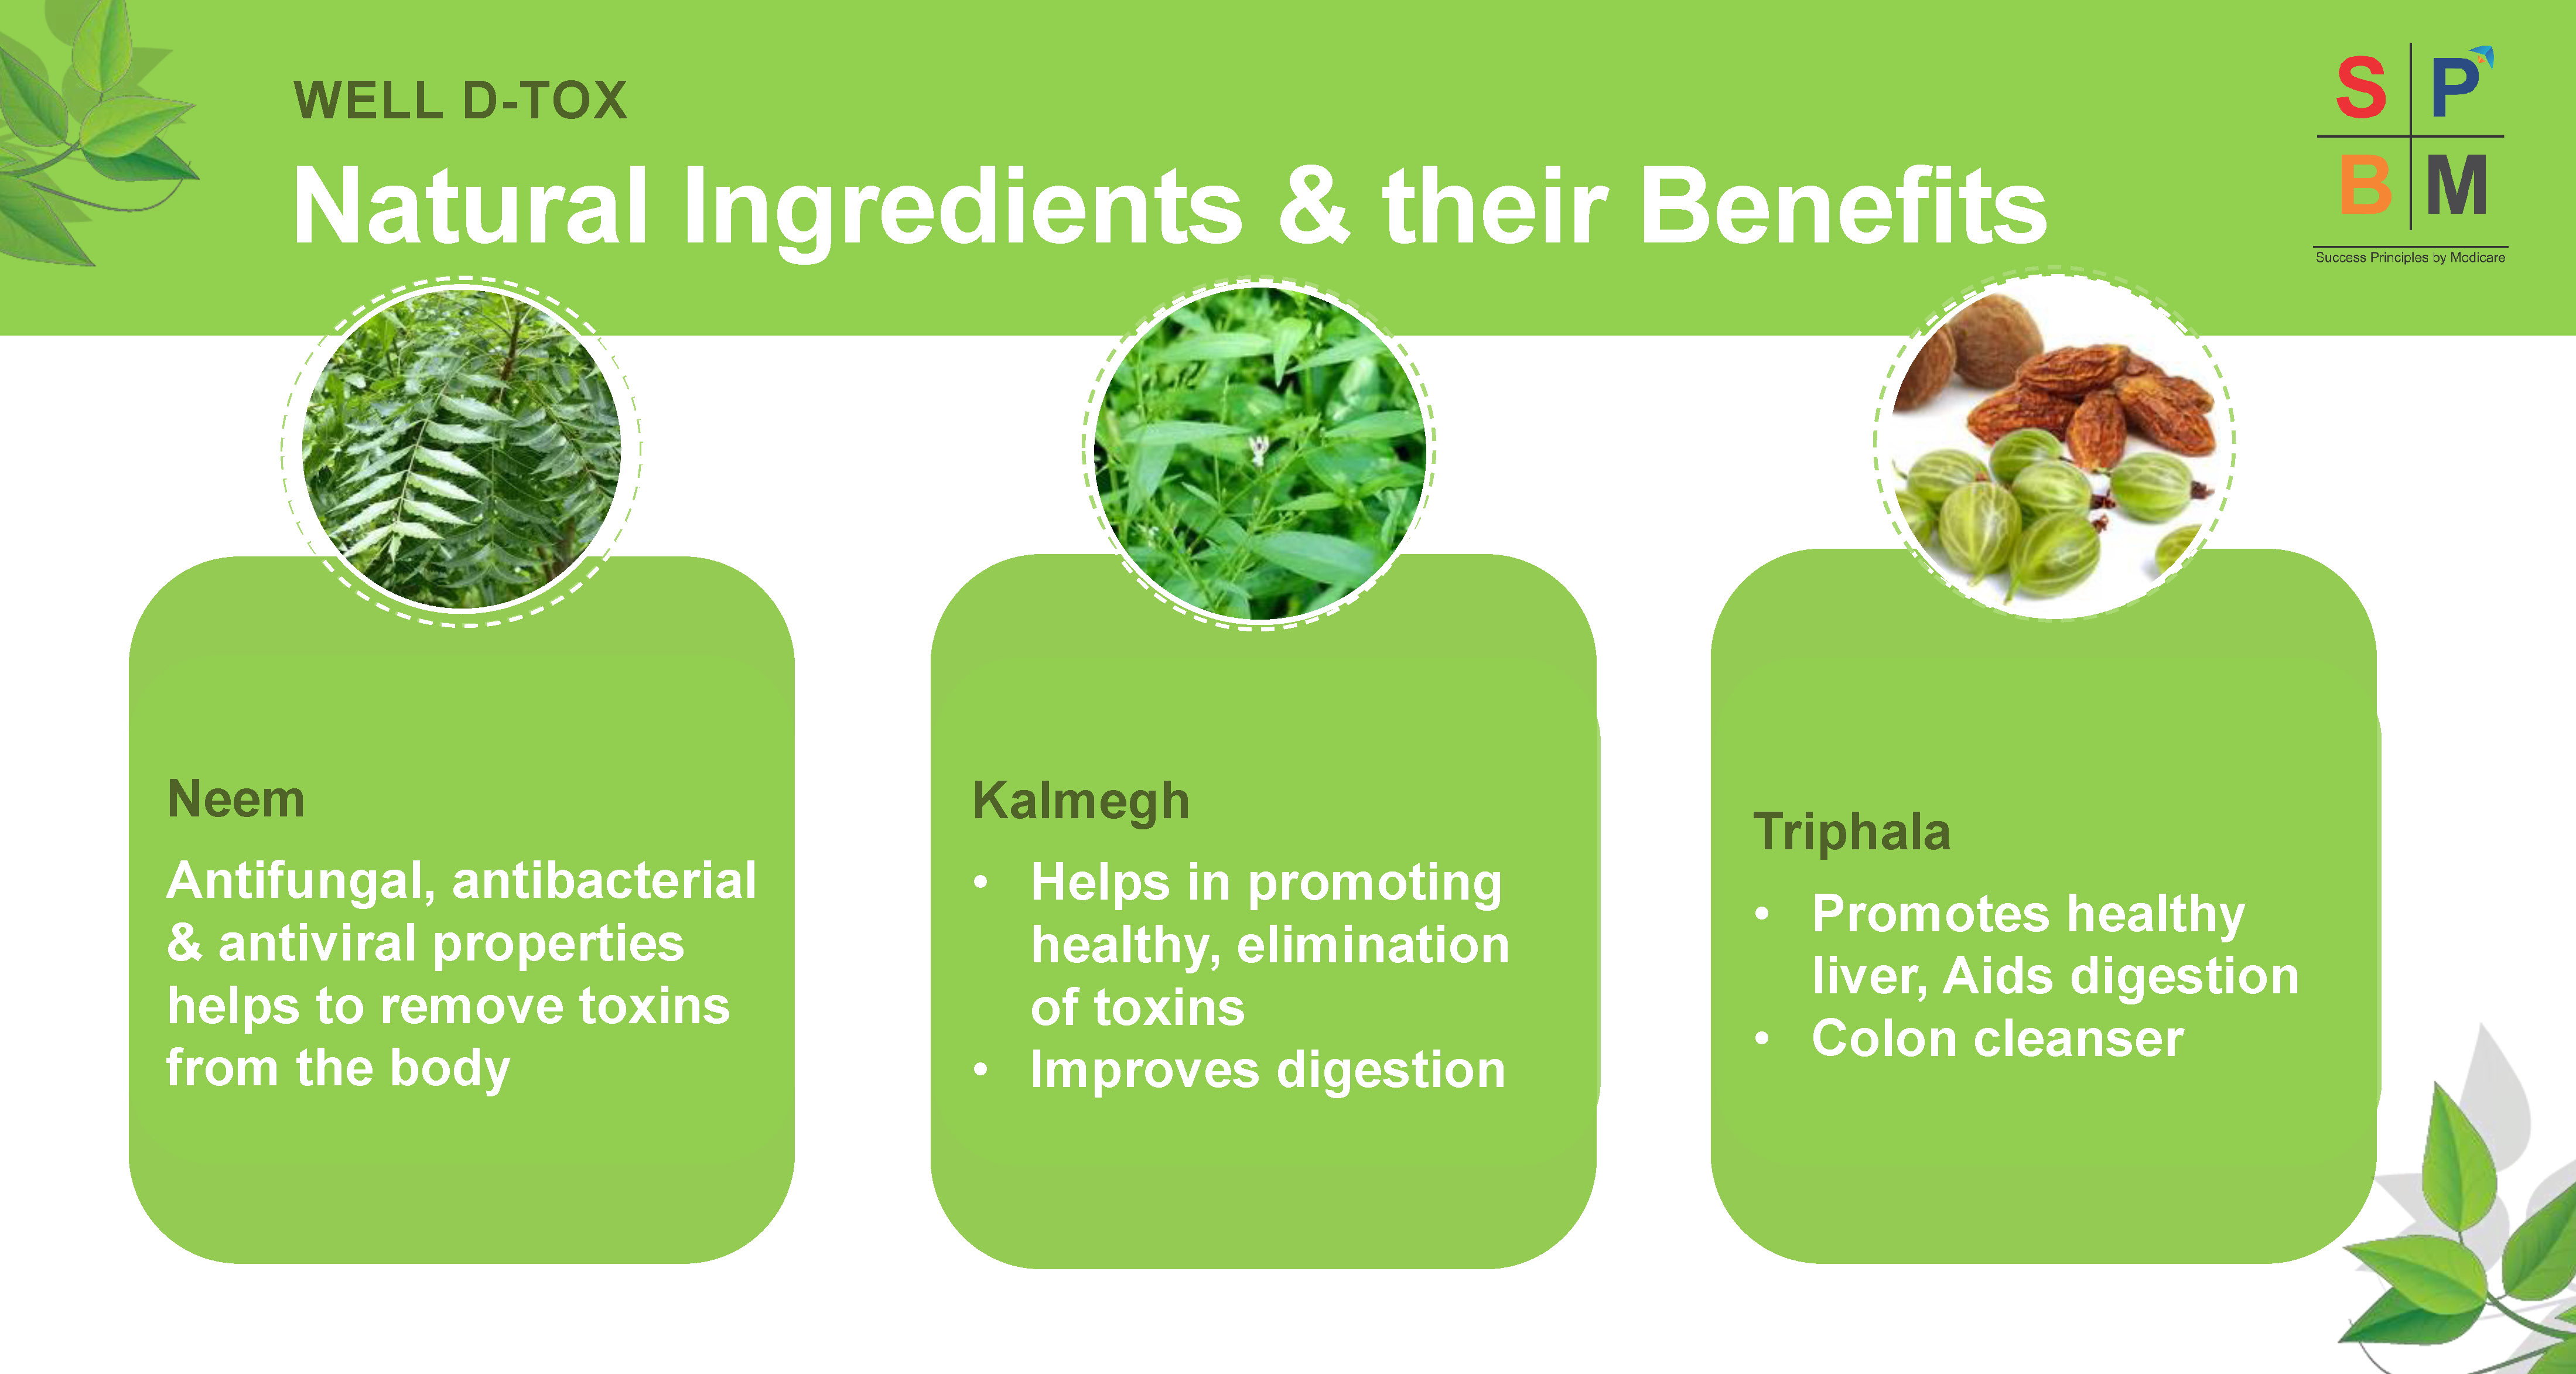 WELL D-TOX
Natural Ingredients & their Benefits
S P
B M
Success Principles by Modicare
Neem
Antifungal, antibacterial
& antiviral properties
helps to remove toxins
from the body
Kalmegh
• Helps in promoting
healthy, elimination
of toxins
• Improves digestion
Triphala
• Promotes healthy
liver, Aids digestion
• Colon cleanser